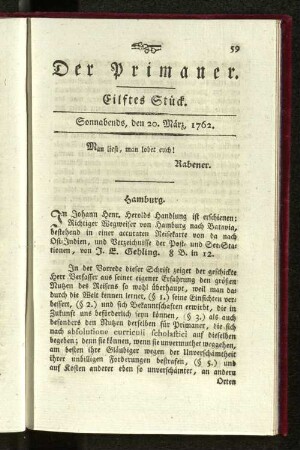 59
Der Primaner.
Eilftes Stück.
Sonnabends, den 20. März, 1762.
Man liest, man lobet euch!
Rabener.
Hamburg.
In Johann Henr. Herolds Handlung ist erschienen:
Richtiger Wegweiser von Hamburg nach Batavia,
bestehend in einer accuraten Reisekarte von da nach
Ost-Indien, und Verzeichniß der Post- und See-Sta-
tionen, von J. E. Gehling. 8 B. in 12.
In der Vorrede dieser Schrift zeiget der geschickte
Herr Verfasser aus seiner eigener Erfahrung den großen
Nutzen des Reisens so wohl überhaupt, weil man das
durch die Welt kennen lernet, (§ 1.) seine Einsichten ver-
bessert, (§ 2.) und sich Bekanntschaften erwirbt, die in
Zukunft uns beförderlich seyn können, (§ 3.) als auch
besonders den Nutzen derselben für Primaner, die
sich nach absolutione curriculi scholastici auf dieselben
begeben; denn sie können, wenn sie unvermuthet weggehen,
am besten ihre Gläubiger wegen der Unverschämtheit
ihrer unbilligen Forderungen bestrafen, (§ 5.) und
auf Kosten anderer eben so unverschämter, an andern
Orten